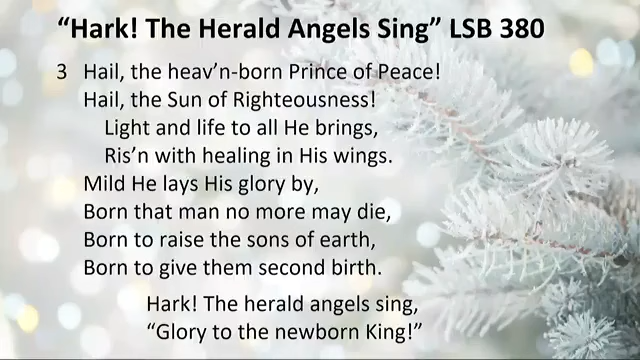 “Hark! The Herald Angels Sing” LSB 380
3 Hail, the heav’n-born Prince of Peace!
Hail, the Sun of Righteousness!
Light and life to all He brings,
Ris’n with healing in His wings.
Mild He lays His glory by,
Born that man no more may die,
Born to raise the sons of earth,
Born to give them second birth.
Hark! The herald angels sing,
“Glory to the newborn King!”